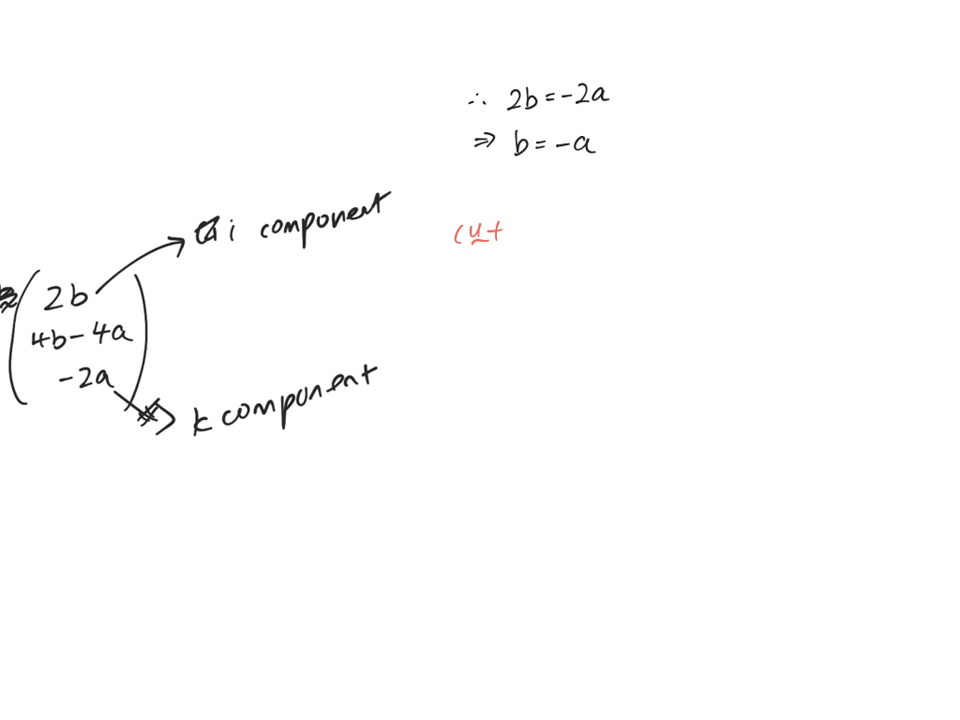 ∴ 2b = -2a
⇒ b = -a
i component
(u+
2b
4b - 4a
-2a
k component